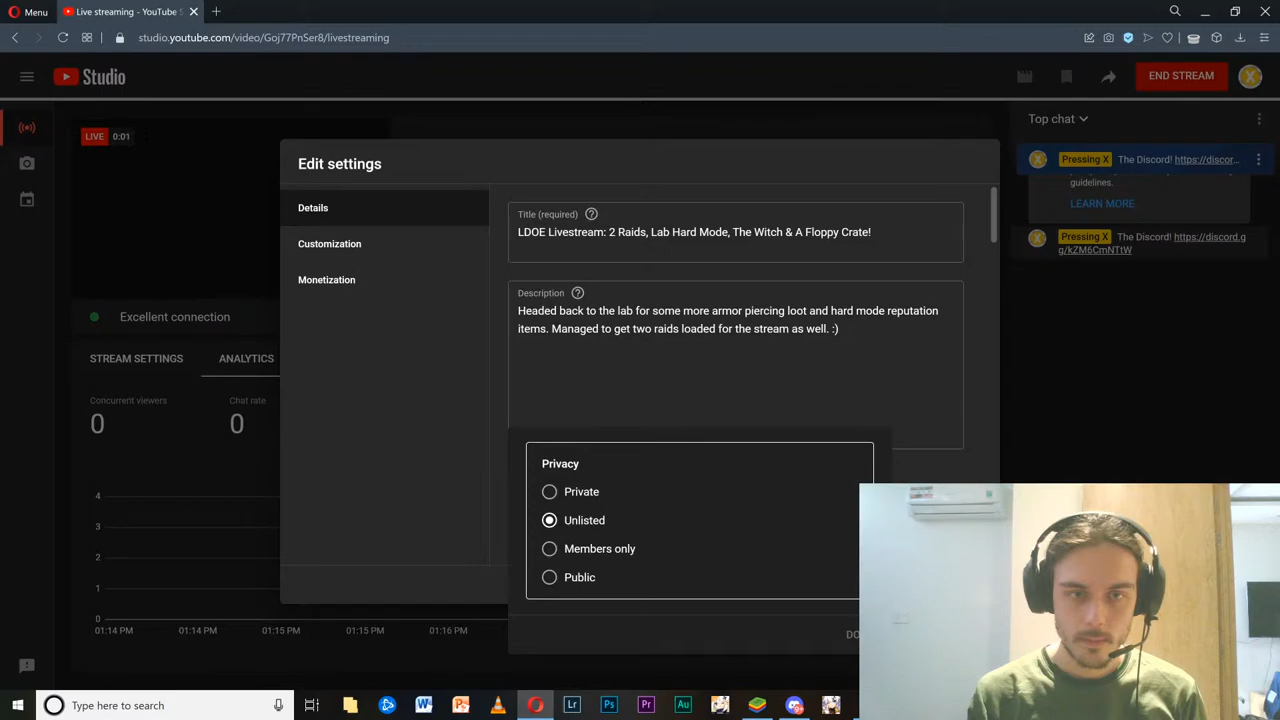 Menu
Live streaming - YouTube S
studio.youtube.com/video/Goj77PnSer8/livestreaming
Studio
END STREAM
LIVE 0:01
Top chat
Edit settings
Pressing X The Discord! https://discor...
guidelines.
LEARN MORE
Pressing X The Discord! https://discord.g
g/kZM6CmNTtW
Details
Customization
Monetization
Title (required)
LDOE Livestream: 2 Raids, Lab Hard Mode, The Witch & A Floppy Crate!
Description
Headed back to the lab for some more armor piercing loot and hard mode reputation
items. Managed to get two raids loaded for the stream as well. :)
Excellent connection
STREAM SETTINGS
ANALYTICS
Concurrent viewers
Chat rate
0
0
4
3
2
1
0
01:14 PM
01:14 PM
01:15 PM
01:15 PM
01:16 PM
Privacy
Private
Unlisted
Members only
Public
DO
Type here to search